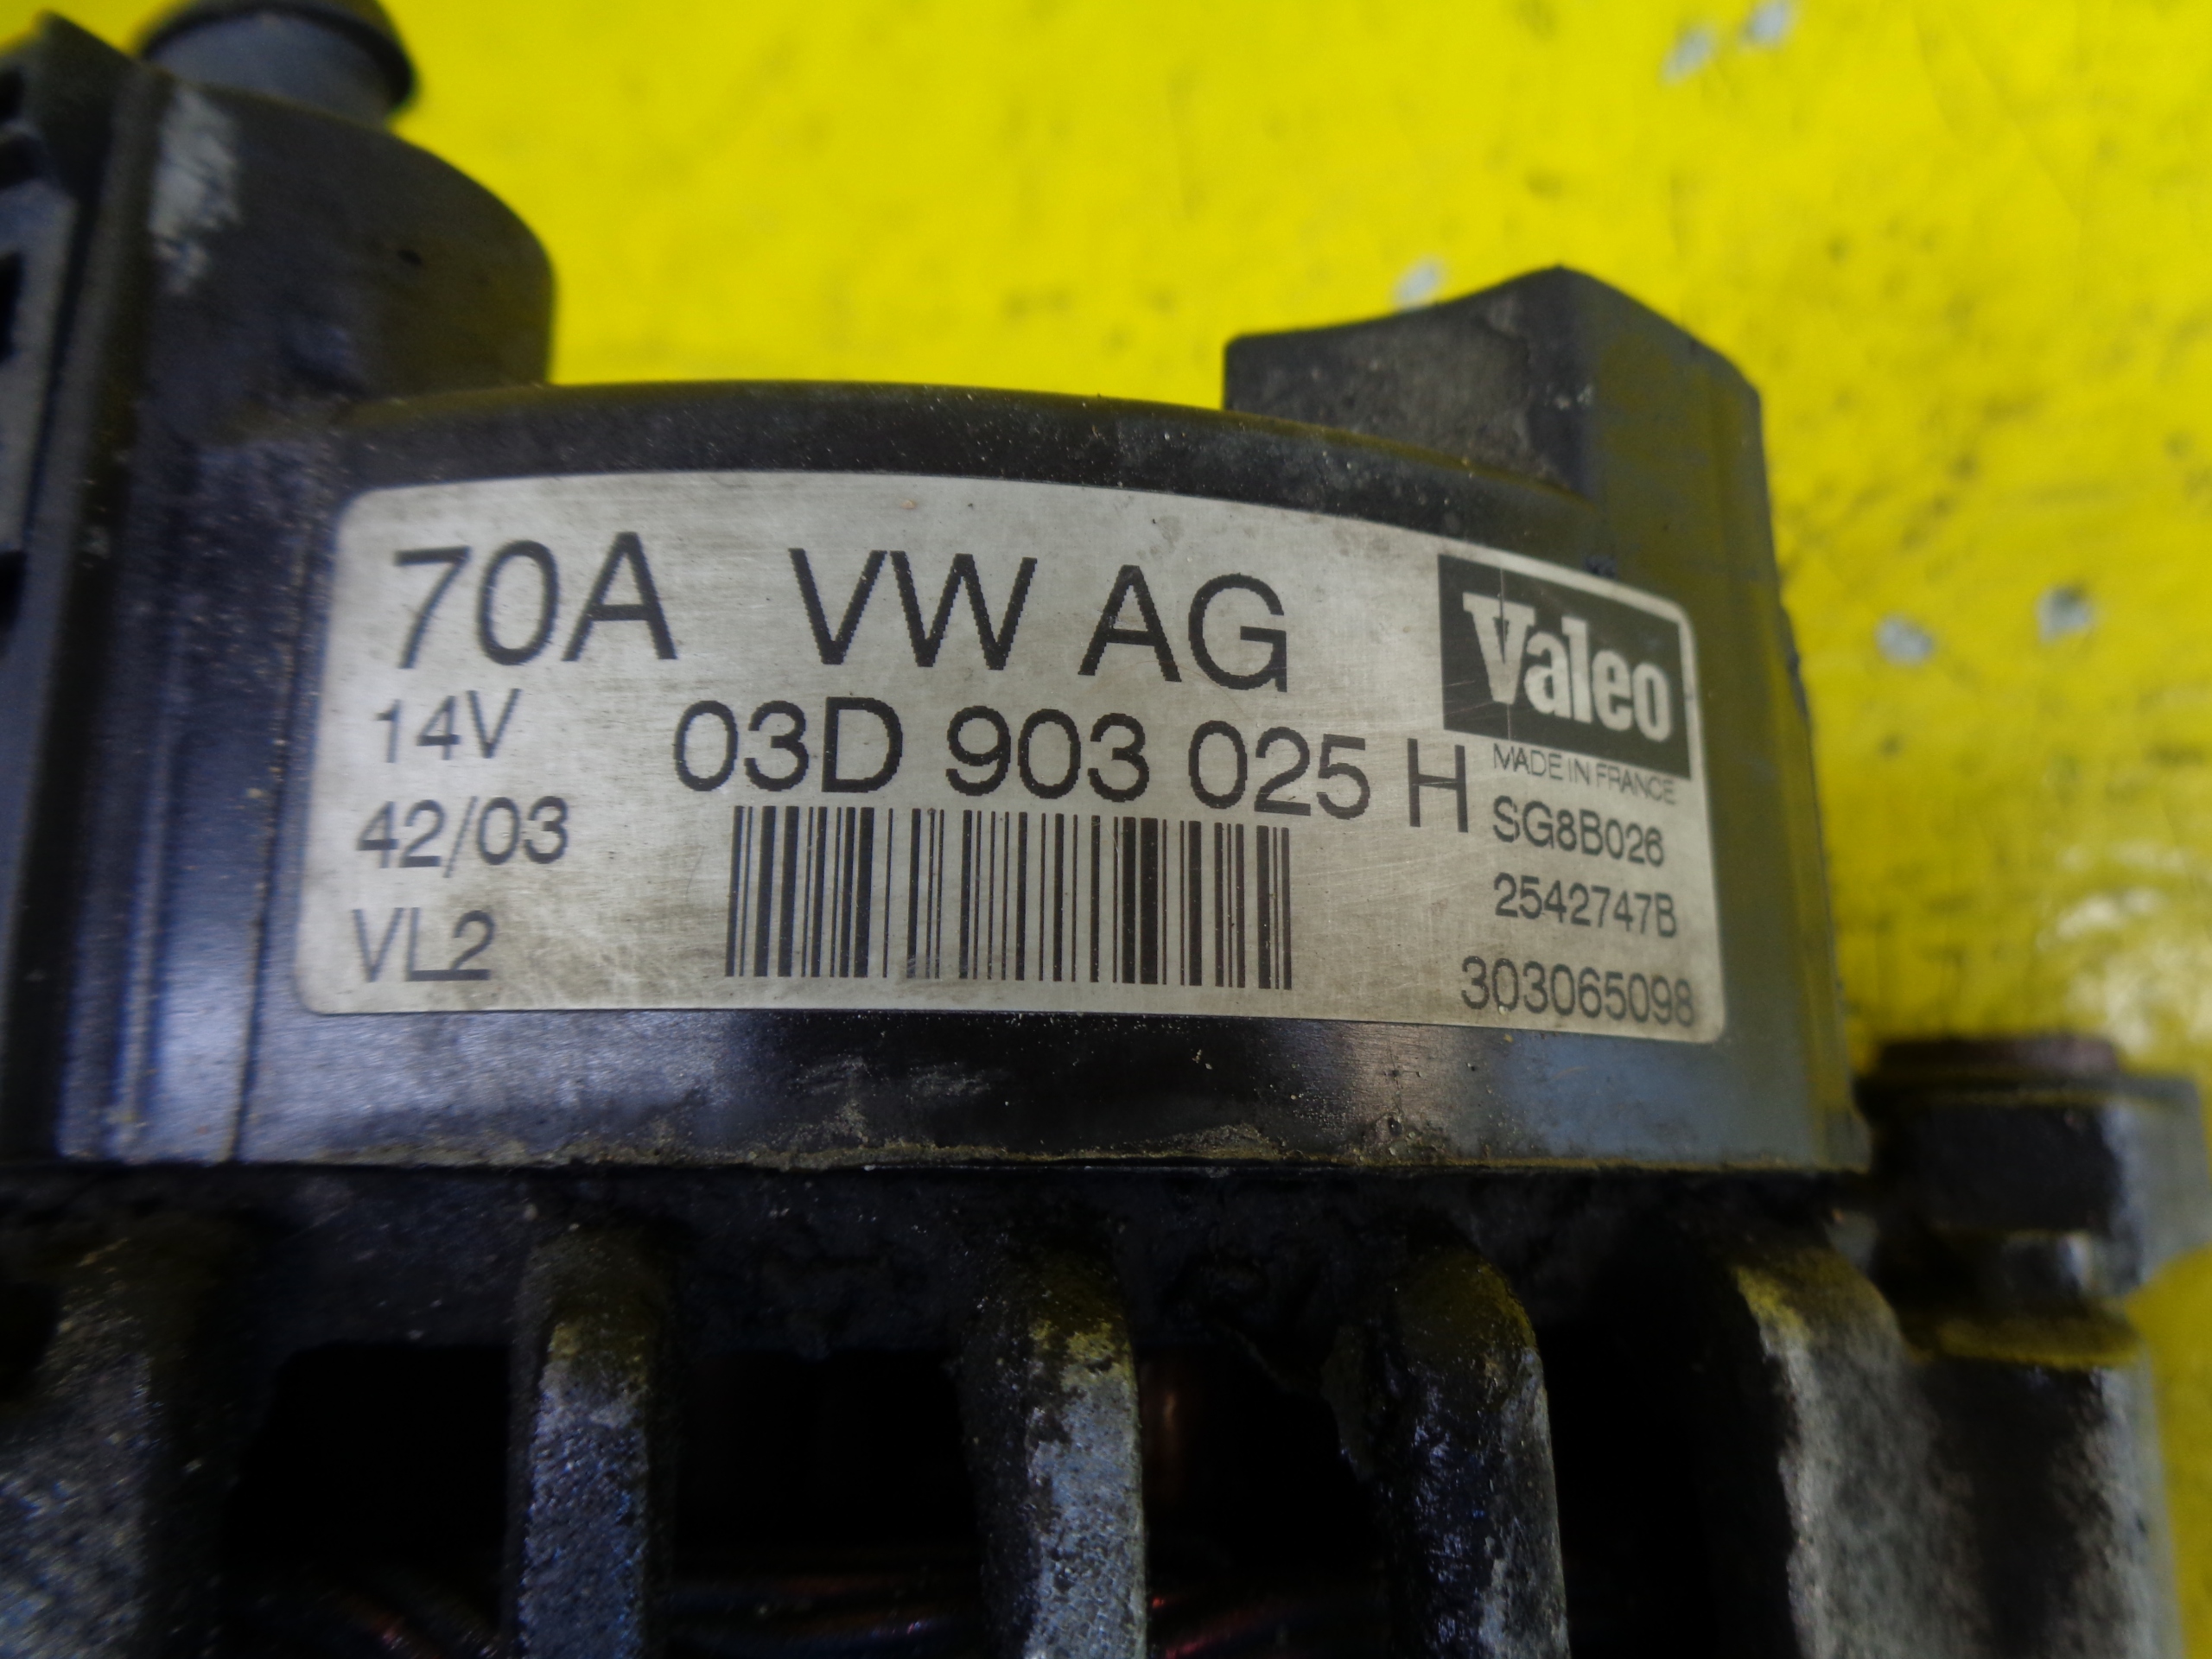 70A VW AG
Valeo
14V
03D 903 025 H
MADE IN FRANCE
42/03
SG8B026
VL2
2542747B
303065098